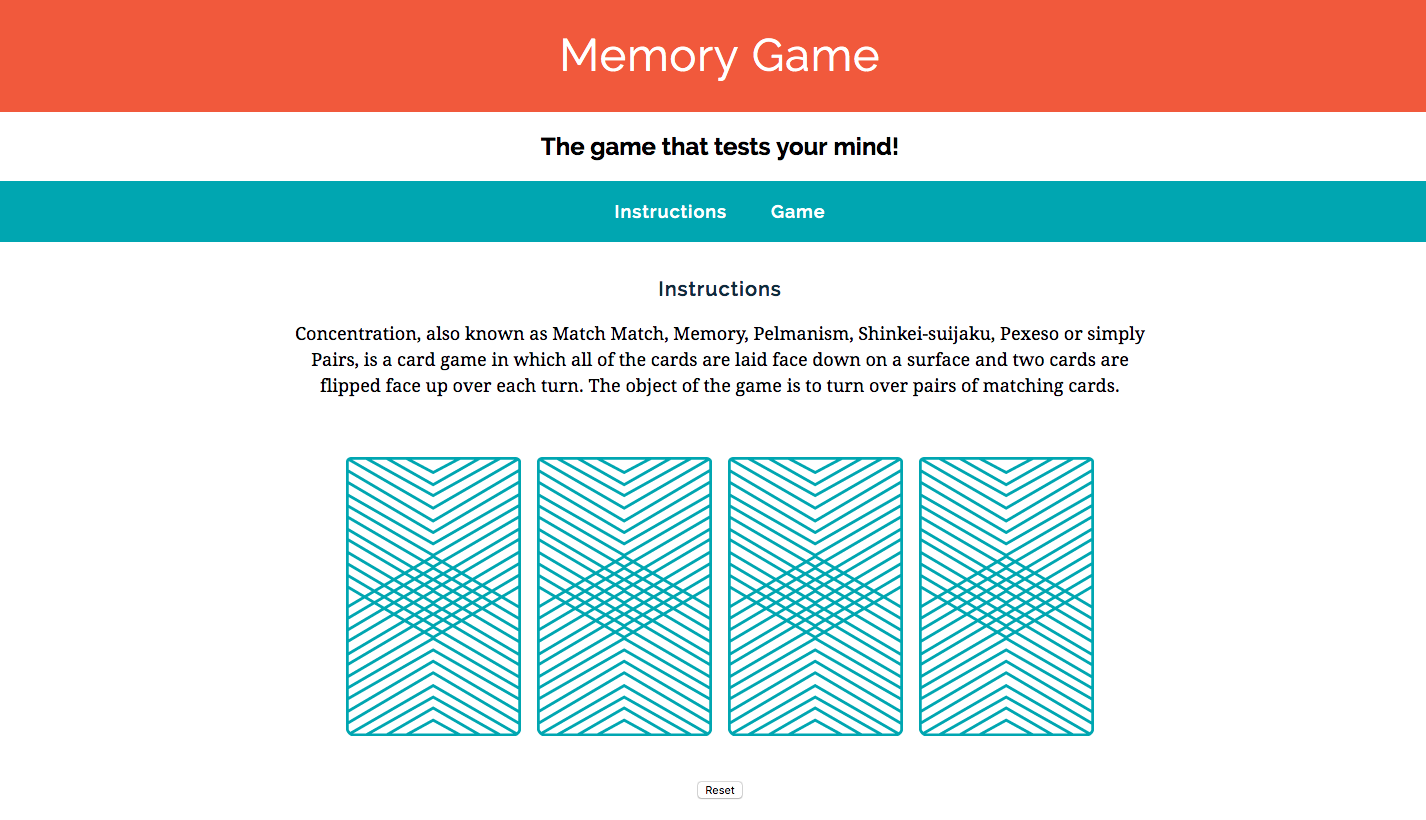 Memory Game
The game that tests your mind!
Instructions Game
Instructions
Concentration, also known as Match Match, Memory, Pelmanism, Shinkei-suijaku, Pexeso or simply
Pairs, is a card game in which all of the cards are laid face down on a surface and two cards are
flipped face up over each turn. The object of the game is to turn over pairs of matching cards.
Reset